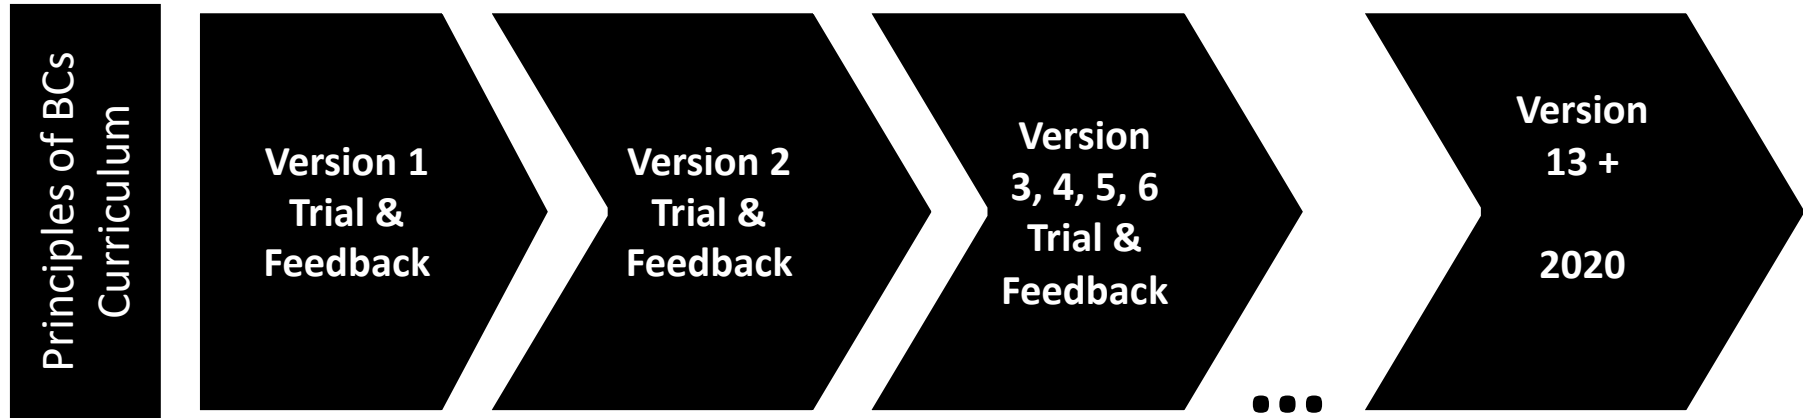 Principles of BCs
Curriculum
Version 1
Trial &
Feedback
Version 2
Trial &
Feedback
Version
3, 4, 5, 6
Trial &
Feedback
...
Version
13 +
2020